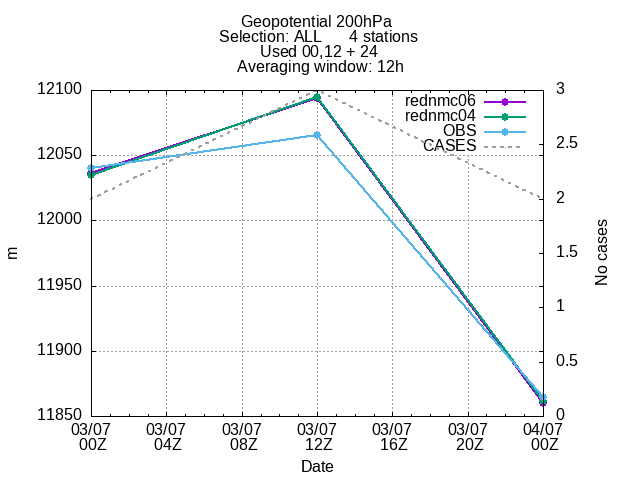 Geopotential 200hPa
Selection: ALL 4 stations
Used 00,12 + 24
Averaging window: 12h
rednmc06
rednmc04
OBS
CASES
12100
12050
12000
11950
11900
11850
m
3
2.5
2
1.5
1
0.5
0
No cases
03/07 03/07 03/07 03/07 03/07 03/07 04/07
00Z 04Z 08Z 12Z 16Z 20Z 00Z
Date